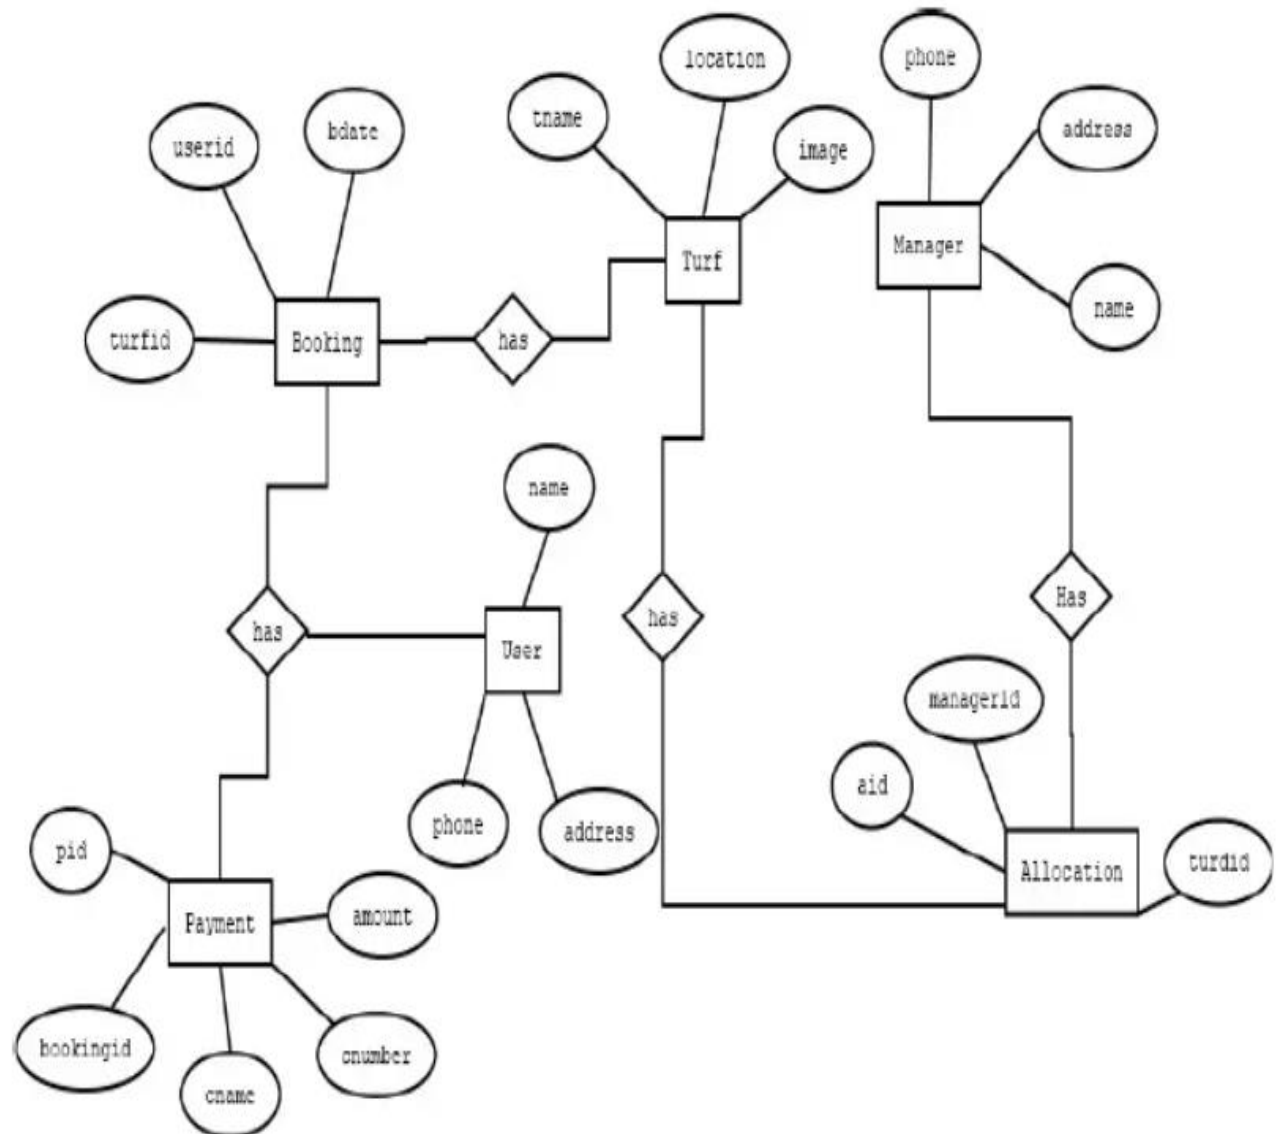 phone
location
tname
address
bdate
userid
image
Manager
Turf
name
turfid
Booking
has
name
Has
has
has
User
managerid
aid
phone
address
pid
Allocation
turdid
Payment
amount
bookingid
cnumber
cname